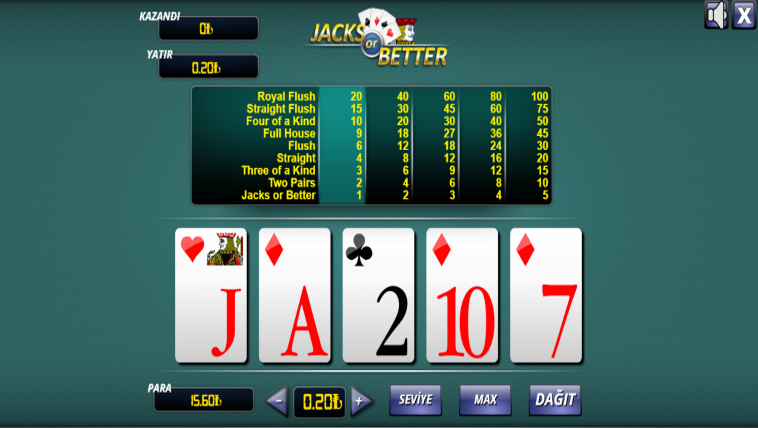 KAZANDI
0₺
YATIR
0.20₺
JACKS
or
BETTER
X
Royal Flush 20 40 60 80 100
Straight Flush 15 30 45 60 75
Four of a Kind 10 20 30 40 50
Full House 9 18 27 36 45
Flush 6 12 18 24 30
Straight 4 8 12 16 20
Three of a Kind 3 6 9 12 15
Two Pairs 2 4 6 8 10
Jacks or Better 1 2 3 4 5
J A 2 10 7
PARA
15.60₺ - 0.20₺ + SEVİYE MAX DAĞIT